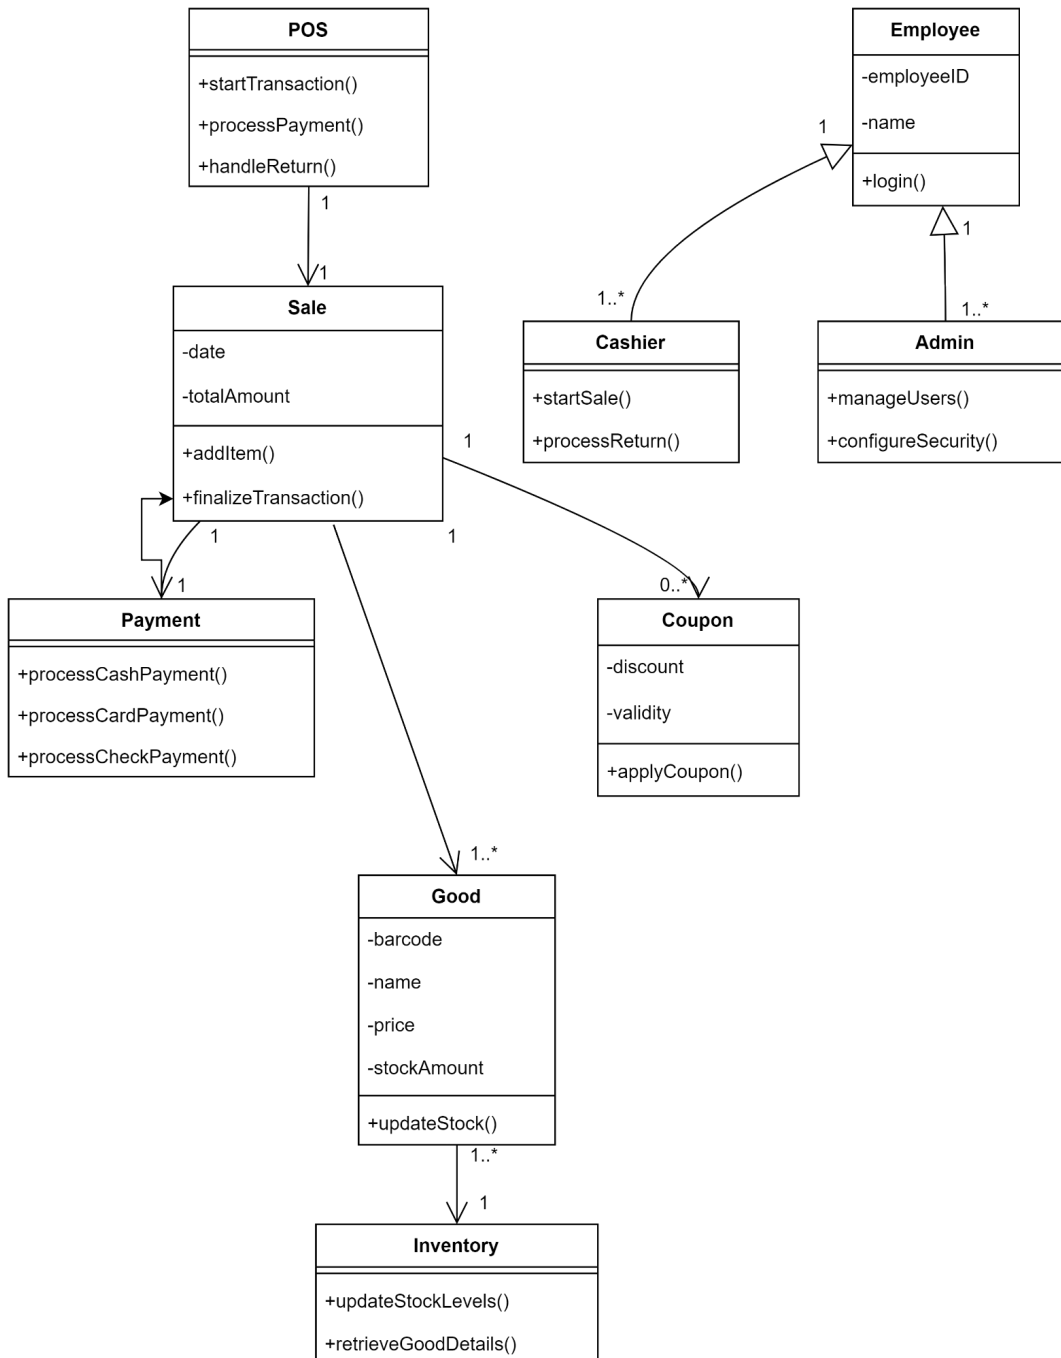 POS
+startTransaction()
+processPayment()
+handleReturn()
1
1
Employee
-employeeID
-name
+login()
1
1
1..*
1..*
Sale
-date
-totalAmount
+addItem()
+finalizeTransaction()
1
1
1
1
0..*
Cashier
+startSale()
+processReturn()
Admin
+manageUsers()
+configureSecurity()
Payment
+processCashPayment()
+processCardPayment()
+processCheckPayment()
Coupon
-discount
-validity
+applyCoupon()
1..*
Good
-barcode
-name
-price
-stockAmount
+updateStock()
1..*
1
Inventory
+updateStockLevels()
+retrieveGoodDetails()